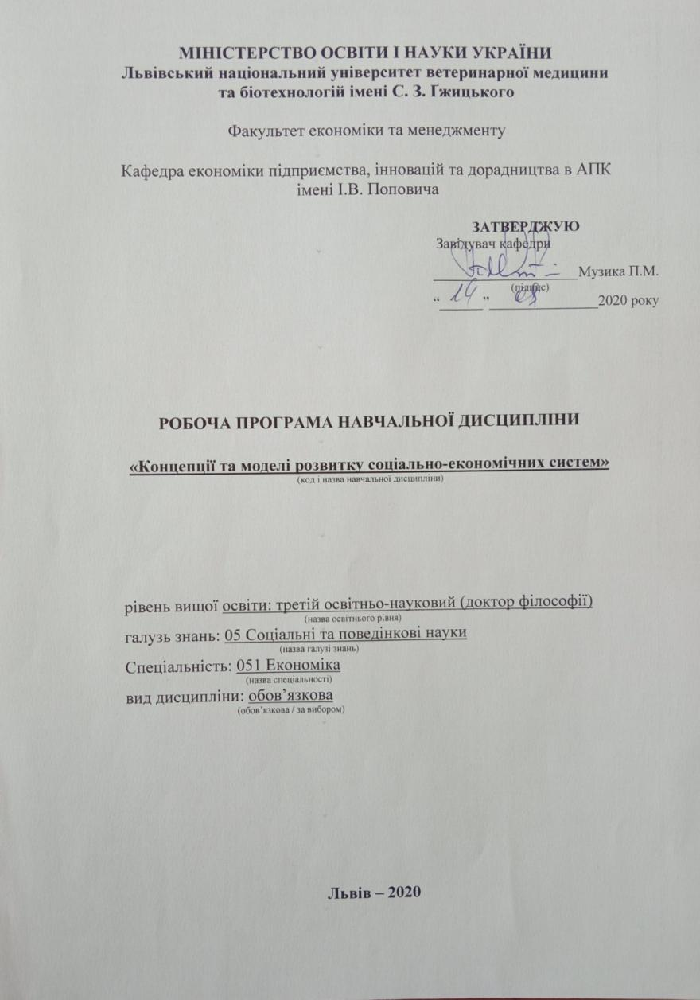 МІНІСТЕРСТВО ОСВІТИ І НАУКИ УКРАЇНИ
Львівський національний університет ветеринарної медицини
та біотехнологій імені С. З. Ґжицького
Факультет економіки та менеджменту
Кафедра економіки підприємства, інновацій та дорадництва в АПК
імені І.В. Поповича
ЗАТВЕРДЖУЮ
Завідувач кафедри
Музика П.М.
(підпис)
“ 14 ” 2020 року
РОБОЧА ПРОГРАМА НАВЧАЛЬНОЇ ДИСЦИПЛІНИ
«Концепції та моделі розвитку соціально-економічних систем»
(код і назва навчальної дисципліни)
рівень вищої освіти: третій освітньо-науковий (доктор філософії)
(назва освітнього рівня)
галузь знань: 05 Соціальні та поведінкові науки
(назва галузі знань)
Спеціальність: 051 Економіка
(назва спеціальності)
вид дисципліни: обов’язкова
(обов’язкова / за вибором)
Львів – 2020